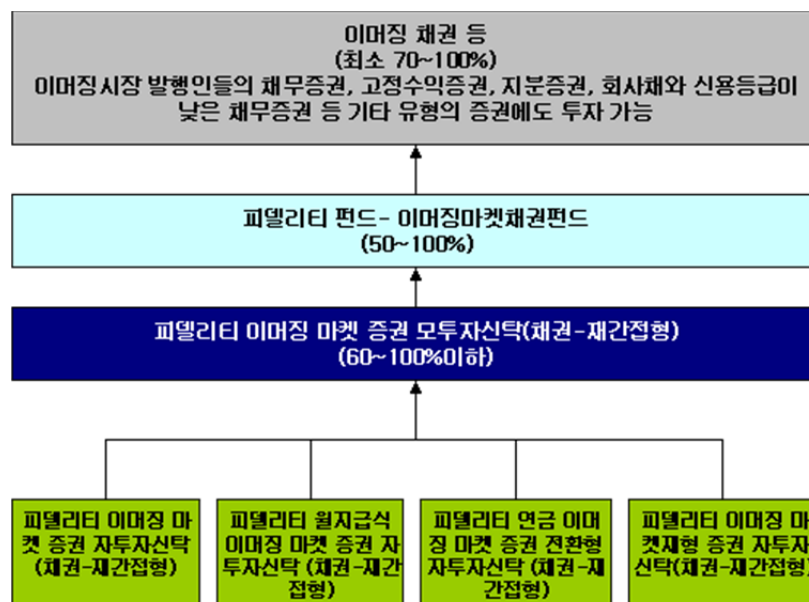 이머징 채권 등
(최소 70~100%)
이머징시장 발행인들의 채무증권, 고정수익증권, 지분증권, 회사채와 신용등급이
낮은 채무증권 등 기타 유형의 증권에도 투자 가능
피델리티 펀드- 이머징마켓채권펀드
(50~100%)
피델리티 이머징 마켓 증권 모투자신탁(채권-재간접형)
(60~100%이하)
피델리티 이머징 마
켓 증권 자투자신탁
(채권-재간접형)
피델리티 월지급식
이머징 마켓 증권 자
투자신탁 (채권-재간
접형)
피델리티 연금 이머
징 마켓 증권 전환형
자투자신탁 (채권-재
간접형)
피델리티 이머징 마
켓재형 증권 자투자
신탁(채권-재간접형)